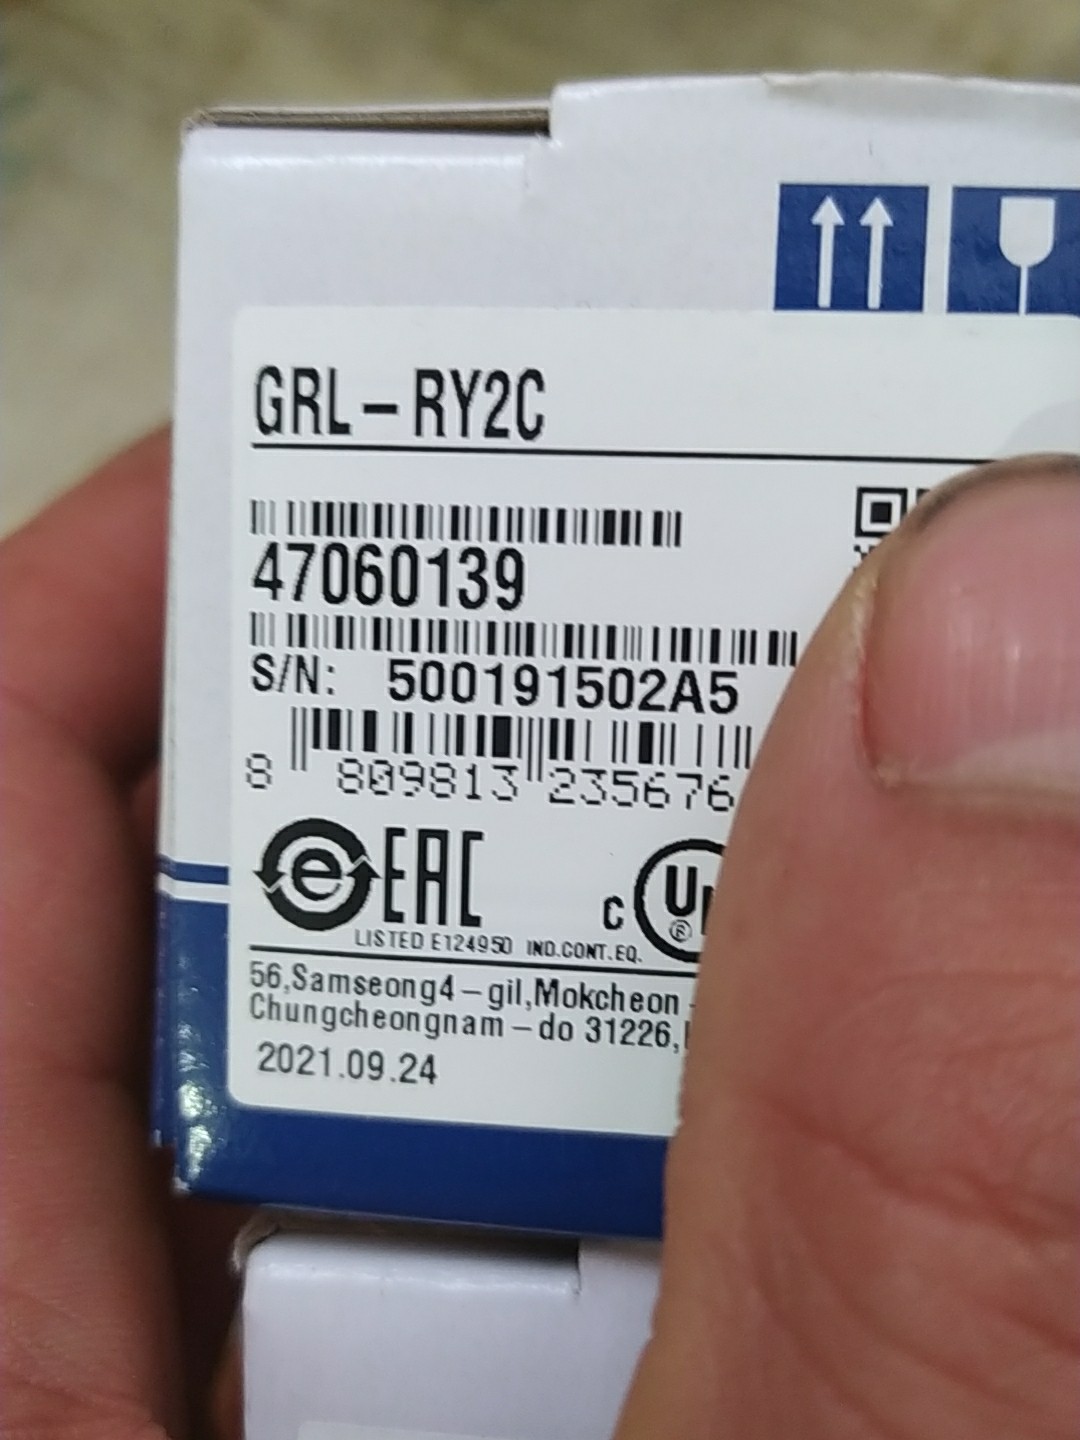 GRL-RY2C
47060139
S/N: 500191502A5
8 809813 235676
e EAC
c U
®
LISTED E124950 IND.CONT.EQ.
56,Samseong4-gil,Mokcheon-
Chungcheongnam-do 31226,
2021.09.24